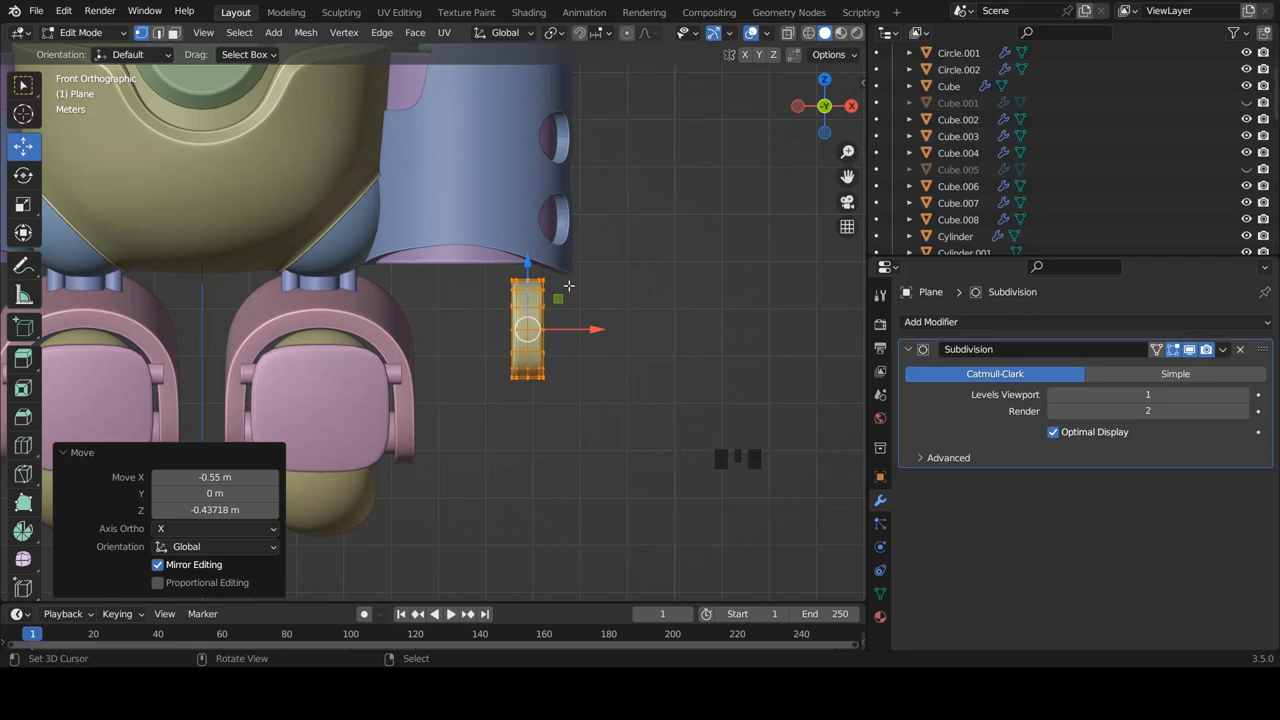 File Edit Render Window Help Layout Modeling Sculpting UV Editing Texture Paint Shading Animation Rendering Compositing Geometry Nodes Scripting Scene ViewLayer
Edit Mode View Select Add Mesh Vertex Edge Face UV Global
Orientation: Default Drag: Select Box X Y Z Options
Front Orthographic
(1) Plane
Meters
Z
X
-Y
Circle.001
Circle.002
Cube
Cube.001
Cube.002
Cube.003
Cube.004
Cube.005
Cube.006
Cube.007
Cube.008
Cylinder
Cylinder.001
Plane > Subdivision
Add Modifier
Subdivision
Catmull-Clark Simple
Levels Viewport 1
Render 2
Optimal Display
Advanced
Move
Move X -0.55 m
Y 0 m
Z -0.43718 m
Axis Ortho X
Orientation Global
Mirror Editing
Proportional Editing
Playback Keying View Marker 1 Start 1 End 250
1 20 40 60 80 100 120 140 160 180 200 220 240
Set 3D Cursor Rotate View Select 3.5.0